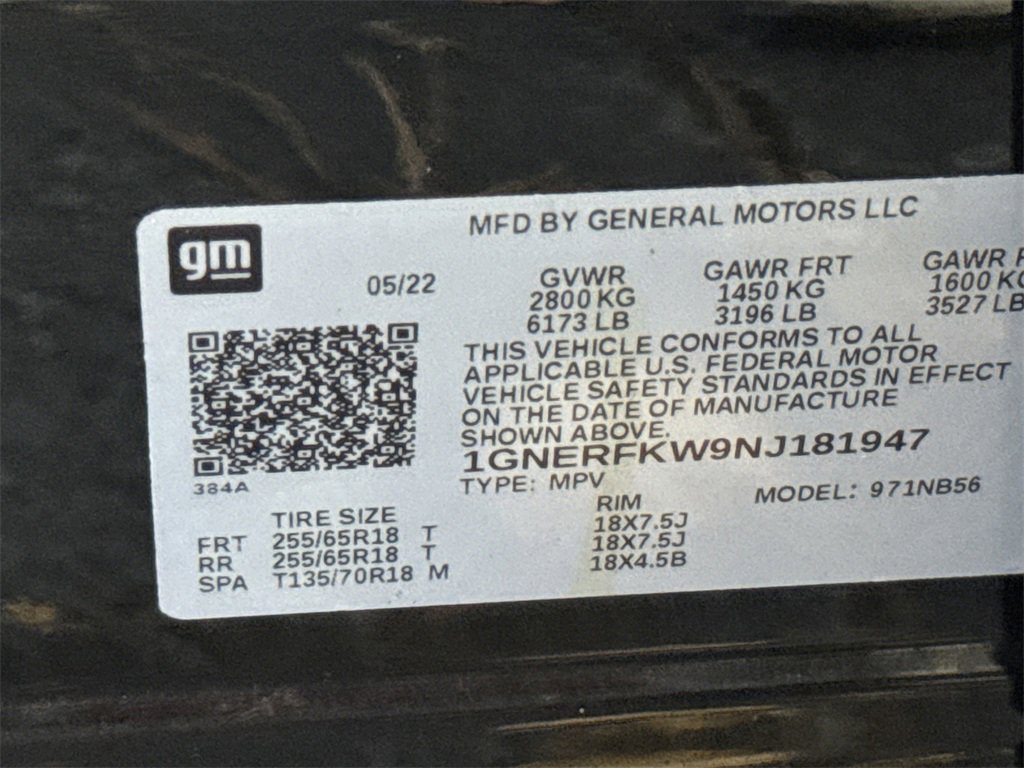 gm
MFD BY GENERAL MOTORS LLC
05/22
GVWR GAWR FRT GAWR
2800 KG 1450 KG 1600
6173 LB 3196 LB 3527 LB
THIS VEHICLE CONFORMS TO ALL
APPLICABLE U.S. FEDERAL MOTOR
VEHICLE SAFETY STANDARDS IN EFFECT
ON THE DATE OF MANUFACTURE
SHOWN ABOVE.
1GNERFKW9NJ181947
384A
TYPE: MPV MODEL: 971NB56
TIRE SIZE RIM
FRT 255/65R18 T 18X7.5J
RR 255/65R18 T 18X7.5J
SPA T135/70R18 M 18X4.5B